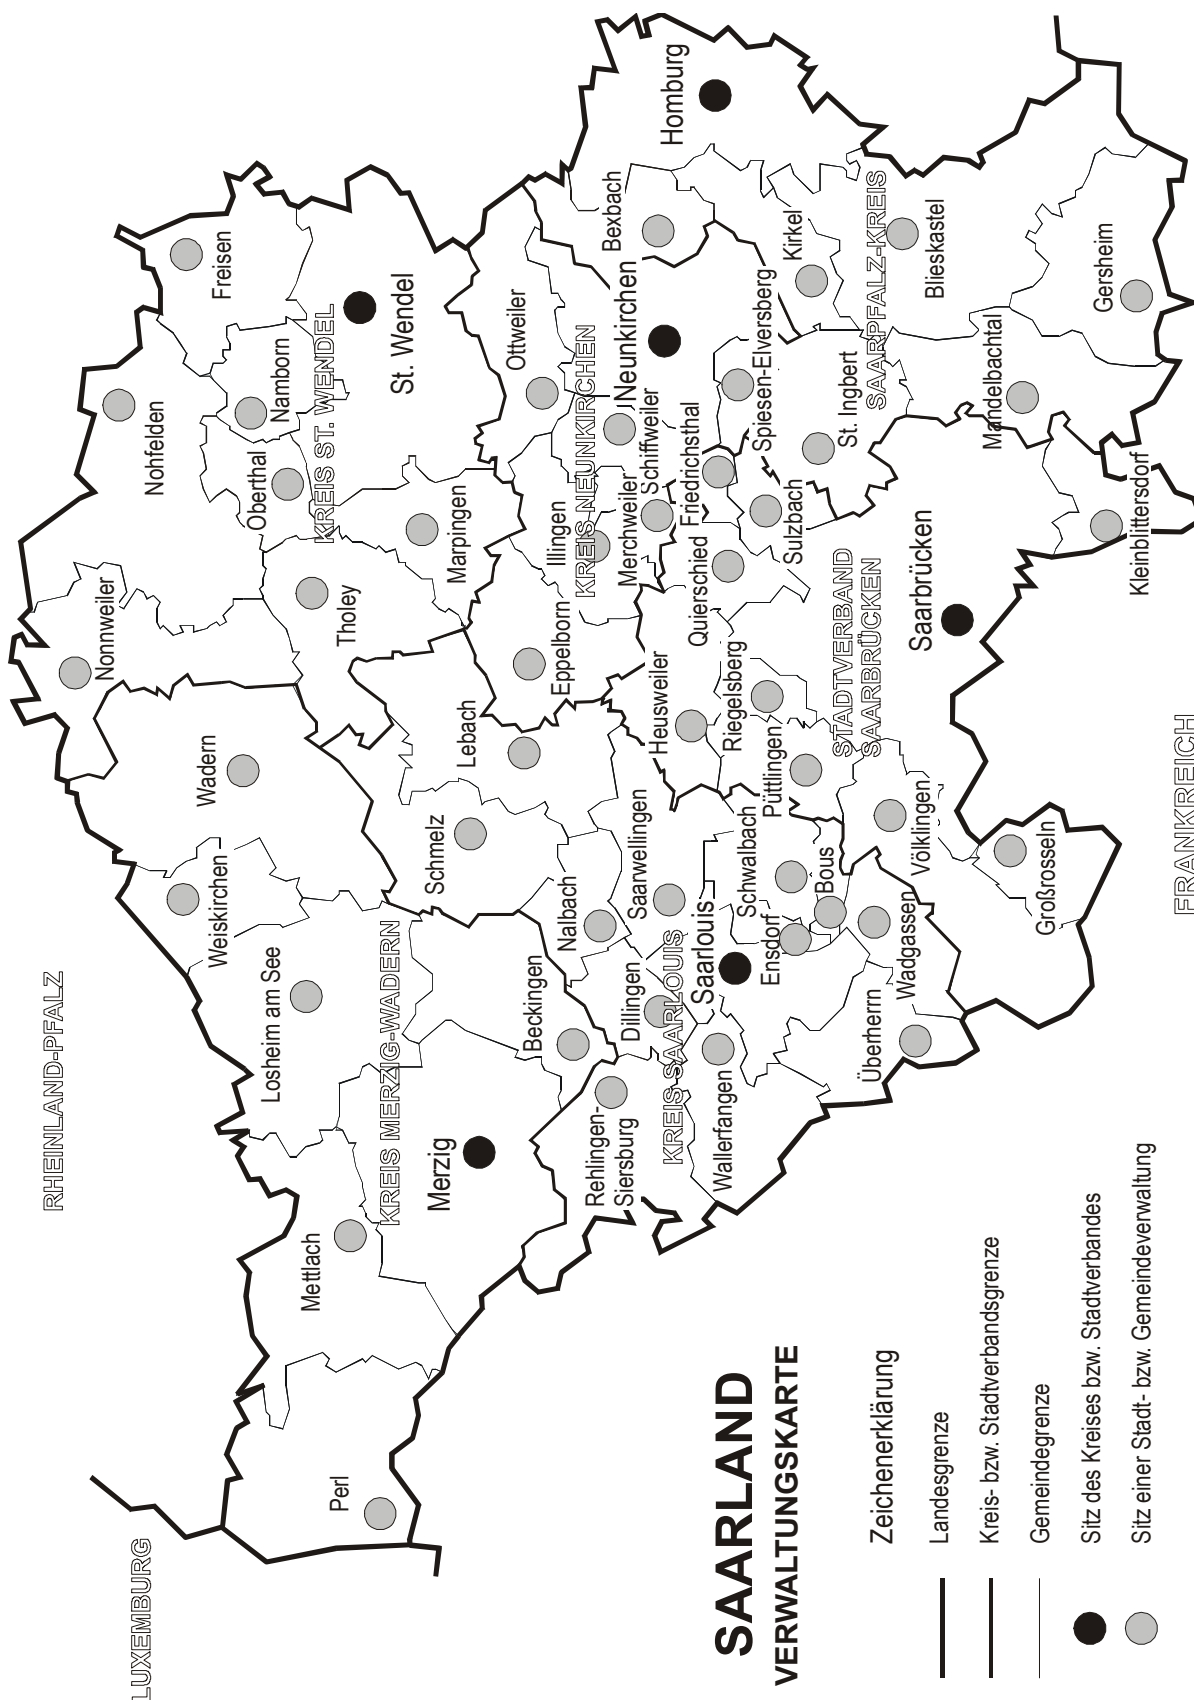 RHEINLAND-PFALZ
LUXEMBURG
FRANKREICH
Nonnweiler
Nohfelden
Freisen
Weiskirchen
Wadern
Oberthal
Namborn
KREIS ST. WENDEL
St. Wendel
Losheim am See
Tholey
Marpingen
Mettlach
KREIS MERZIG-WADERN
Schmelz
Lebach
Perl
Merzig
Beckingen
Nalbach
Eppelborn
Illingen
KREIS NEUNKIRCHEN
Ottweiler
Merchweiler
Schiffweiler
Neunkirchen
Bexbach
Homburg
Rehlingen-
Siersburg
Dillingen
Saarwellingen
Heusweiler
Quierschied
Friedrichsthal
Spiesen-Elversberg
Kirkel
KREIS SAARLOUIS
Saarlouis
Wallerfangen
Ensdorf
Schwalbach
Bous
Püttlingen
Riegelsberg
Sulzbach
St. Ingbert
SAARPFALZ-KREIS
Blieskastel
STADTVERBAND
SAARBRÜCKEN
Überherrn
Wadgassen
Völklingen
Saarbrücken
Mandelbachtal
Gersheim
Großrosseln
Kleinblittersdorf
SAARLAND
VERWALTUNGSKARTE
Zeichenerklärung
Landesgrenze
Kreis- bzw. Stadtverbandsgrenze
Gemeindegrenze
Sitz des Kreises bzw. Stadtverbandes
Sitz einer Stadt- bzw. Gemeindeverwaltung